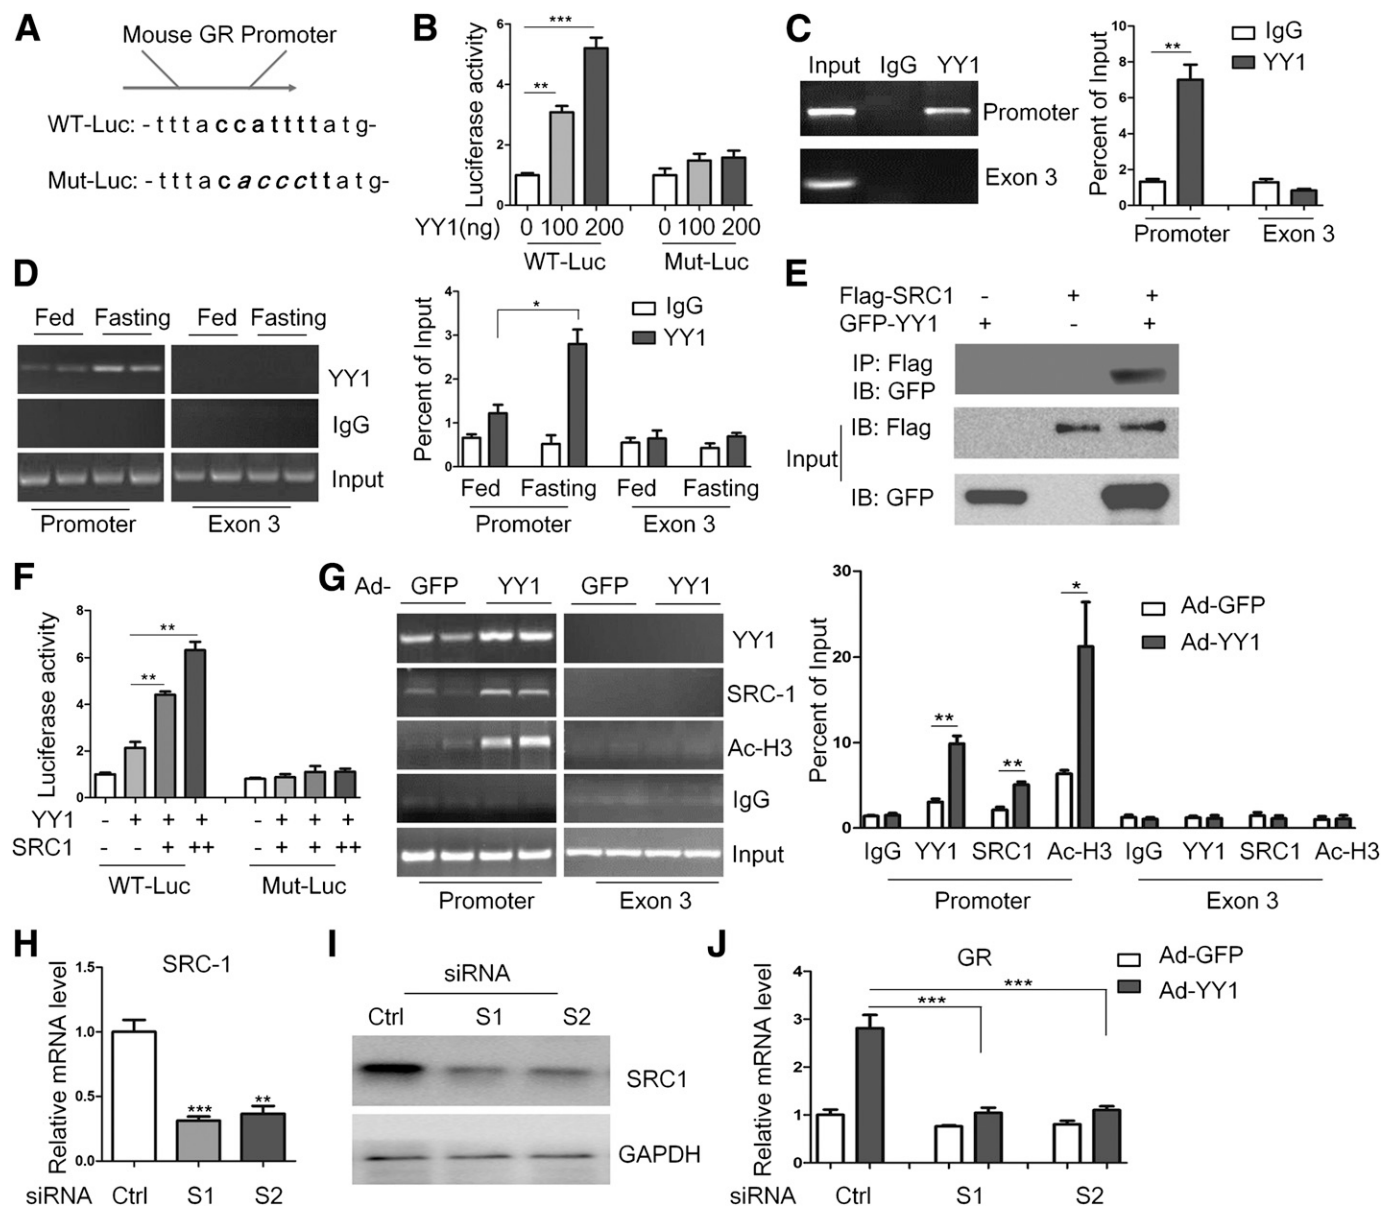 A
Mouse GR Promoter
WT-Luc: - t t t a c c a t t t t a t g-
Mut-Luc: - t t t a c a c c c t t a t g-
B
Luciferase activity
6
4
2
0
***
**
YY1(ng) 0 100 200 0 100 200
WT-Luc Mut-Luc
C
Input IgG YY1
Promoter
Exon 3
Percent of Input
10
8
6
4
2
0
**
IgG
YY1
Promoter Exon 3
D
Fed Fasting Fed Fasting
YY1
IgG
Input
Promoter Exon 3
Percent of Input
4
3
2
1
0
*
IgG
YY1
Fed Fasting Fed Fasting
Promoter Exon 3
E
Flag-SRC1 - + +
GFP-YY1 + - +
IP: Flag
IB: GFP
Input
IB: Flag
IB: GFP
F
Luciferase activity
8
6
4
2
0
**
**
YY1 - + + + - + + +
SRC1 - - + ++ - - + ++
WT-Luc Mut-Luc
G
Ad- GFP YY1 GFP YY1
YY1
SRC-1
Ac-H3
IgG
Input
Promoter Exon 3
Percent of Input
30
20
10
0
**
**
*
Ad-GFP
Ad-YY1
IgG YY1 SRC1 Ac-H3 IgG YY1 SRC1 Ac-H3
Promoter Exon 3
H
SRC-1
Relative mRNA level
1.5
1.0
0.5
0.0
***
**
siRNA Ctrl S1 S2
I
siRNA
Ctrl S1 S2
SRC1
GAPDH
J
GR
Relative mRNA level
4
3
2
1
0
***
***
Ad-GFP
Ad-YY1
siRNA Ctrl S1 S2